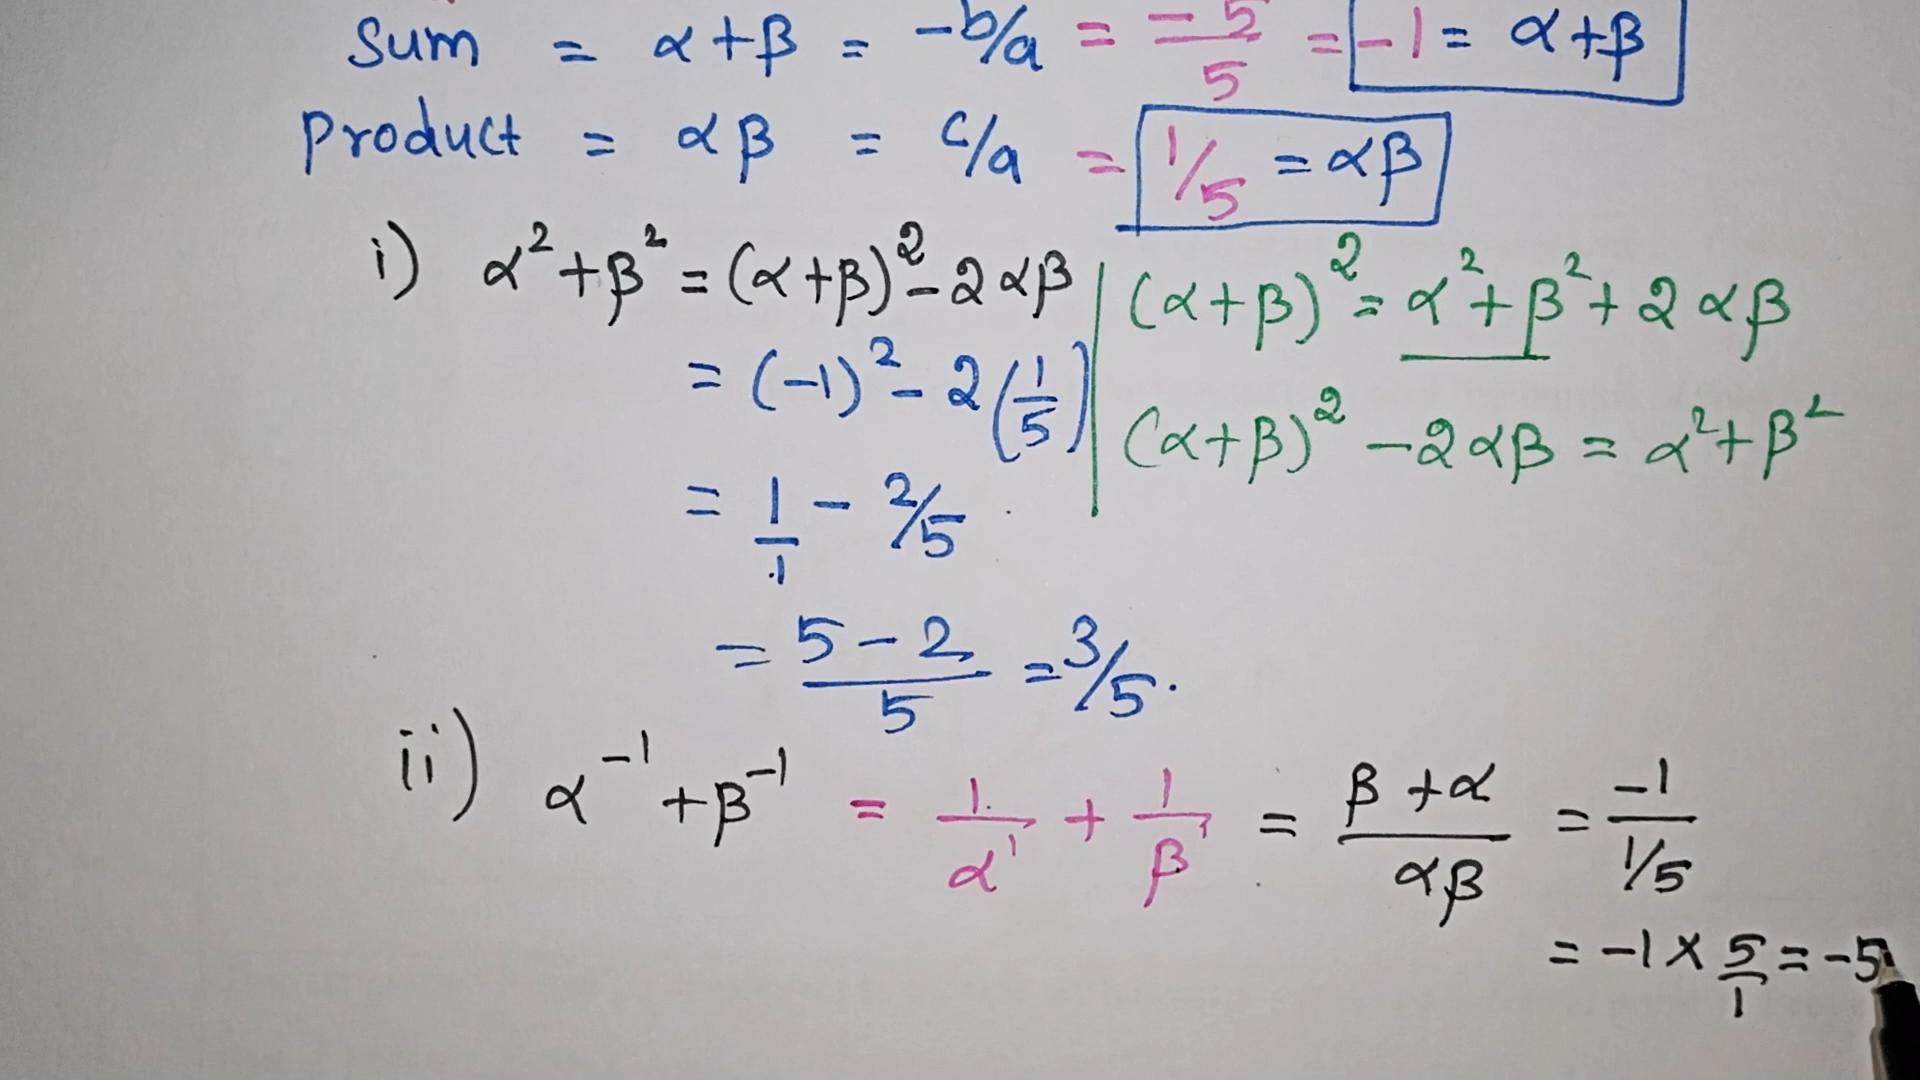 Sum = α+β = -b/a = -5/5 = -1 = α+β
Product = αβ = c/a = 1/5 = αβ
i) α²+β² = (α+β)² - 2αβ | (α+β)² = α²+β²+2αβ
= (-1)² - 2(1/5) | (α+β)² - 2αβ = α²+β²
= 1/1 - 2/5
= 5-2/5 = 3/5.
ii) α⁻¹+β⁻¹ = 1/α¹ + 1/β¹ = β+α/αβ = -1/1/5
= -1 × 5/1 = -5